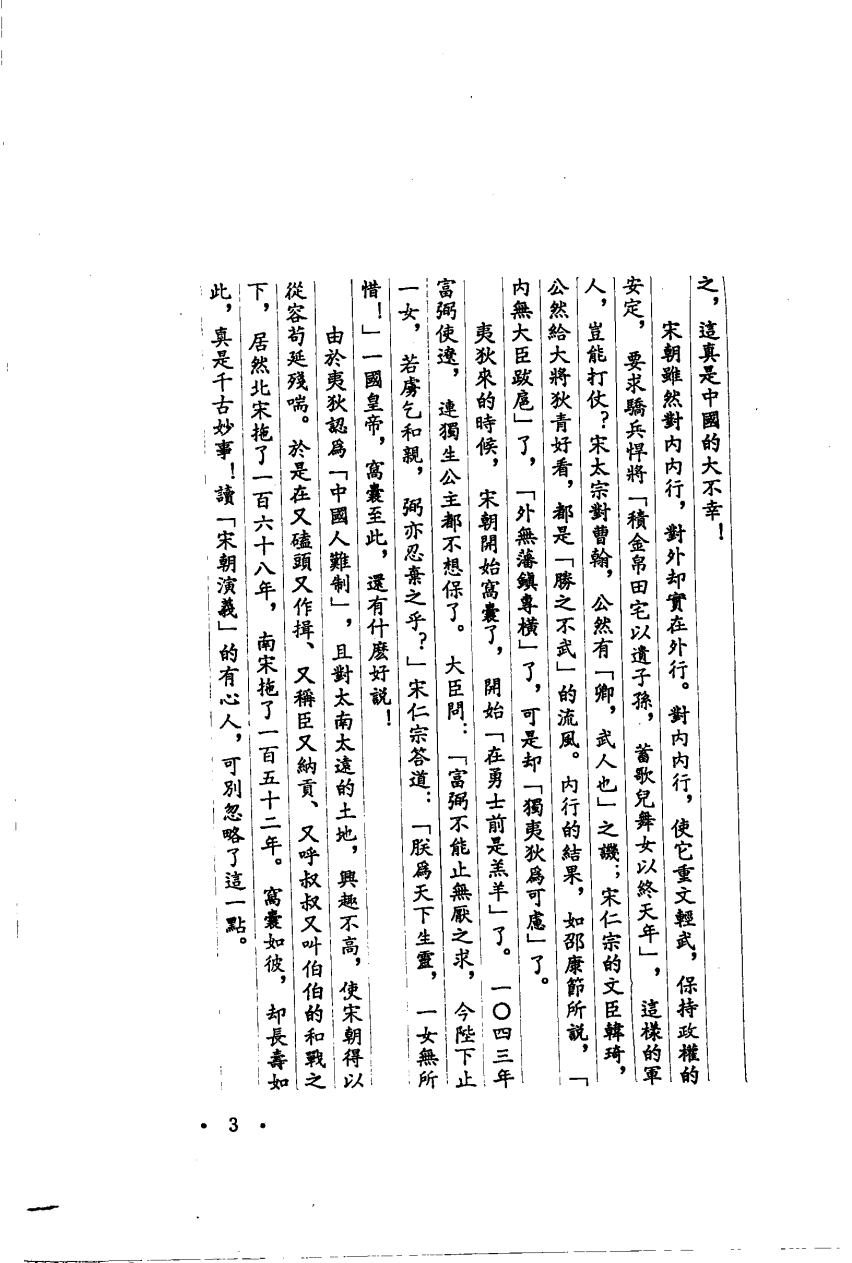 之，這真是中國的大不幸！
宋朝雖然對內內行，對外却實在外行。對內內行，使它重文輕武，保持政權的
安定，要求驕兵悍將「積金帛田宅以遺子孫，蓄歌兒舞女以終天年」，這樣的軍
人，豈能打仗？宋太宗對曹翰，公然有「卿，武人也」之譏；宋仁宗的文臣韓琦，
公然給大將狄青好看，都是「勝之不武」的流風。內行的結果，如邵康節所說，「
內無大臣跋扈」了，「外無藩鎮專橫」了，可是却「獨夷狄爲可慮」了。
夷狄來的時候，宋朝開始窩囊了，開始「在勇士前是羔羊」了。一〇四三年
富弼使遼，連獨生公主都不想保了。大臣問：「富弼不能止無厭之求，今陛下止
一女，若虜乞和親，弼亦忍棄之乎？」宋仁宗答道：「朕爲天下生靈，一女無所
惜！」一國皇帝，窩囊至此，還有什麼好說！
由於夷狄認爲「中國人難制」，且對太南太遠的土地，興趣不高，使宋朝得以
從容苟延殘喘。於是在又磕頭又作揖、又稱臣又納貢、又呼叔叔又叫伯伯的和戰之
下，居然北宋拖了一百六十八年，南宋拖了一百五十二年。窩囊如彼，却長壽如
此，真是千古妙事！讀「宋朝演義」的有心人，可別忽略了這一點。
• 3 •